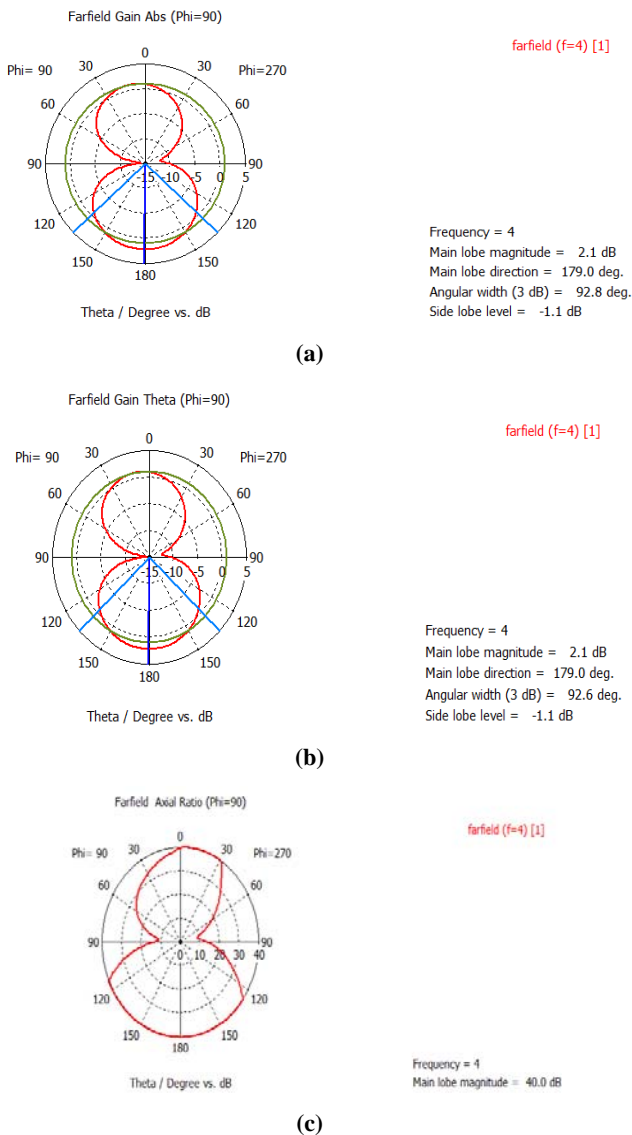 Farfield Gain Abs (Phi=90)
farfield (f=4) [1]
0
Phi= 90 30 30 Phi=270
60 60
90 -15 -10 -5 0 5 90
120 120
150 150
180
Theta / Degree vs. dB
Frequency = 4
Main lobe magnitude = 2.1 dB
Main lobe direction = 179.0 deg.
Angular width (3 dB) = 92.8 deg.
Side lobe level = -1.1 dB
(a)
Farfield Gain Theta (Phi=90)
farfield (f=4) [1]
0
Phi= 90 30 30 Phi=270
60 60
90 -15 -10 -5 0 5 90
120 120
150 150
180
Theta / Degree vs. dB
Frequency = 4
Main lobe magnitude = 2.1 dB
Main lobe direction = 179.0 deg.
Angular width (3 dB) = 92.6 deg.
Side lobe level = -1.1 dB
(b)
Farfield Axial Ratio (Phi=90)
farfield (f=4) [1]
0
Phi= 90 30 30 Phi=270
60 60
90 0 10 20 30 40 90
120 120
150 150
180
Theta / Degree vs. dB
Frequency = 4
Main lobe magnitude = 40.0 dB
(c)